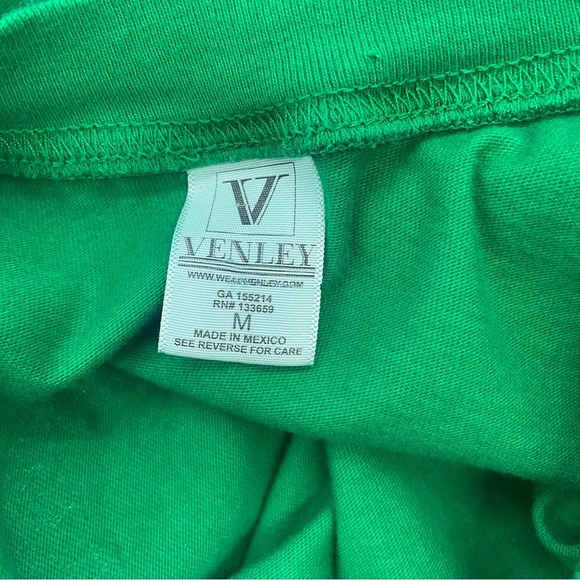 V
VENLEY
WWW.WEARVENLEY.COM
GA 155214
RN# 133659
M
MADE IN MEXICO
SEE REVERSE FOR CARE